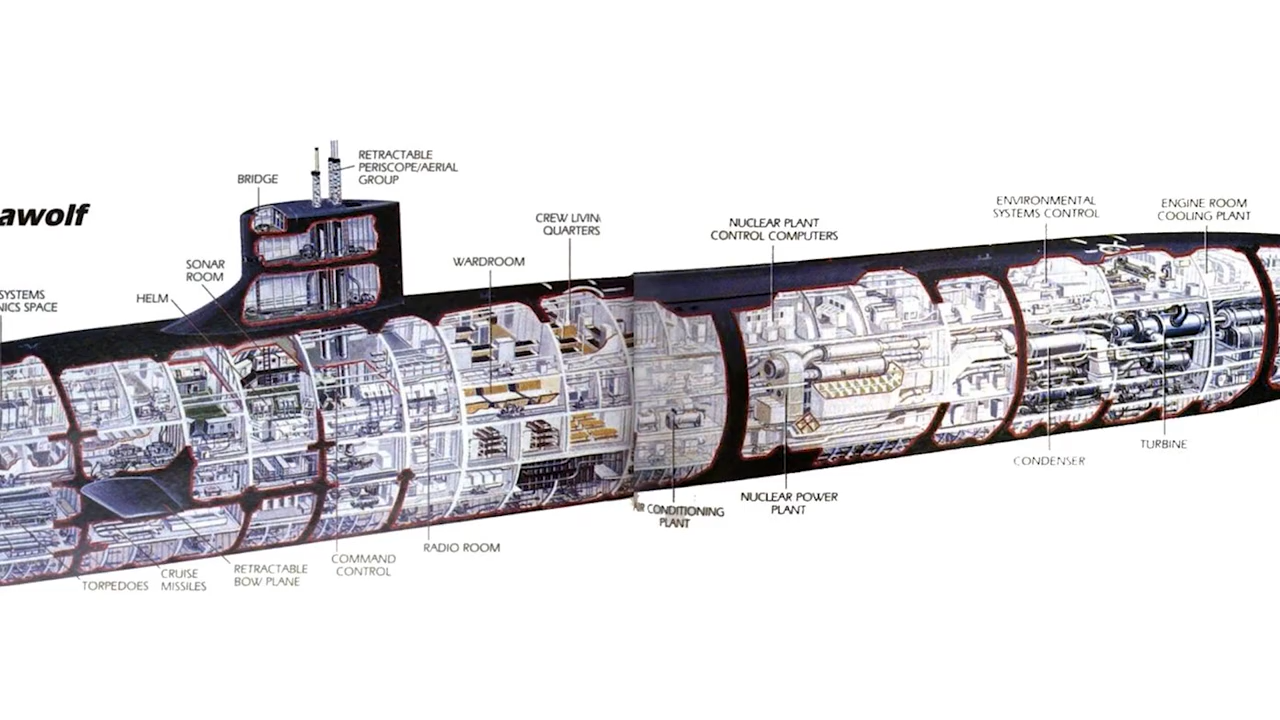 awolf
RETRACTABLE
PERISCOPE/AERIAL
GROUP
BRIDGE
SONAR
ROOM
HELM
SYSTEMS
NICS SPACE
WARDROOM
CREW LIVIN
QUARTERS
NUCLEAR PLANT
CONTROL COMPUTERS
ENVIRONMENTAL
SYSTEMS CONTROL
ENGINE ROOM
COOLING PLANT
TORPEDOES
CRUISE
MISSILES
RETRACTABLE
BOW PLANE
COMMAND
CONTROL
RADIO ROOM
AIR CONDITIONING
PLANT
NUCLEAR POWER
PLANT
CONDENSER
TURBINE